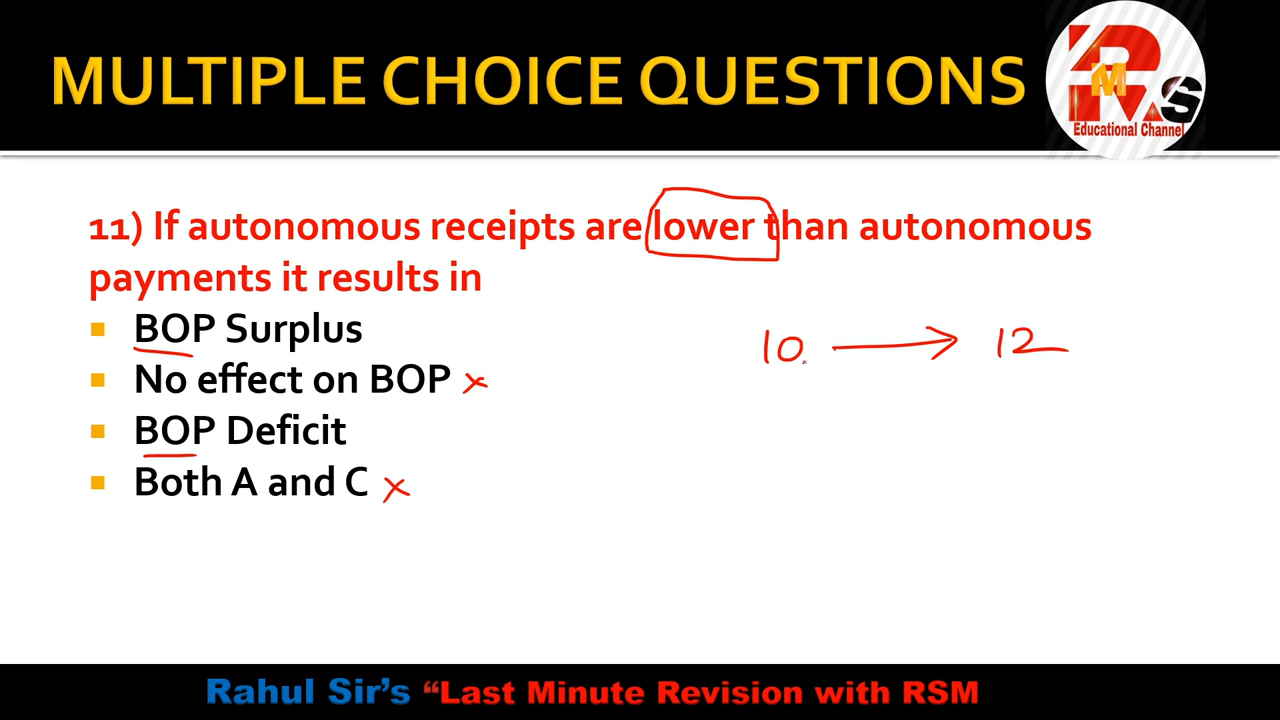 MULTIPLE CHOICE QUESTIONS
RMS
Educational Channel
11) If autonomous receipts are lower than autonomous
payments it results in
BOP Surplus
No effect on BOP x
BOP Deficit
Both A and C x
10 → 12
Rahul Sir's “Last Minute Revision with RSM